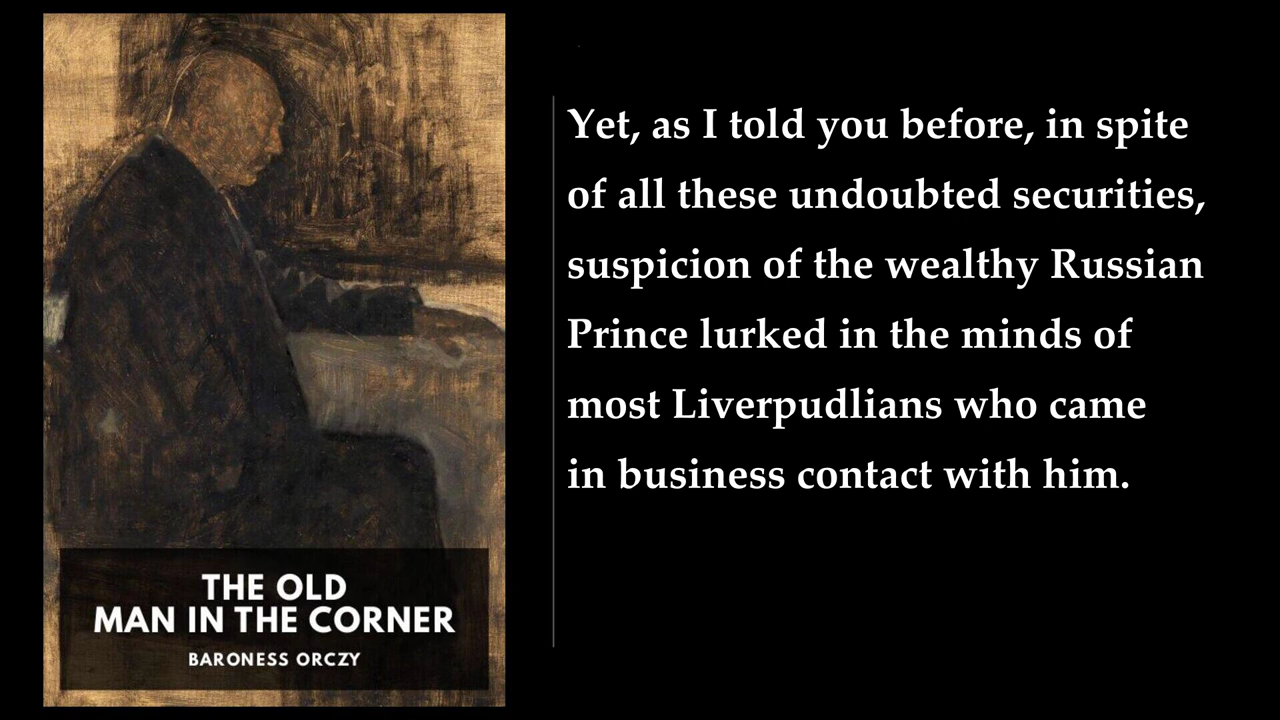 THE OLD
MAN IN THE CORNER
BARONESS ORCZY
Yet, as I told you before, in spite
of all these undoubted securities,
suspicion of the wealthy Russian
Prince lurked in the minds of
most Liverpudlians who came
in business contact with him.